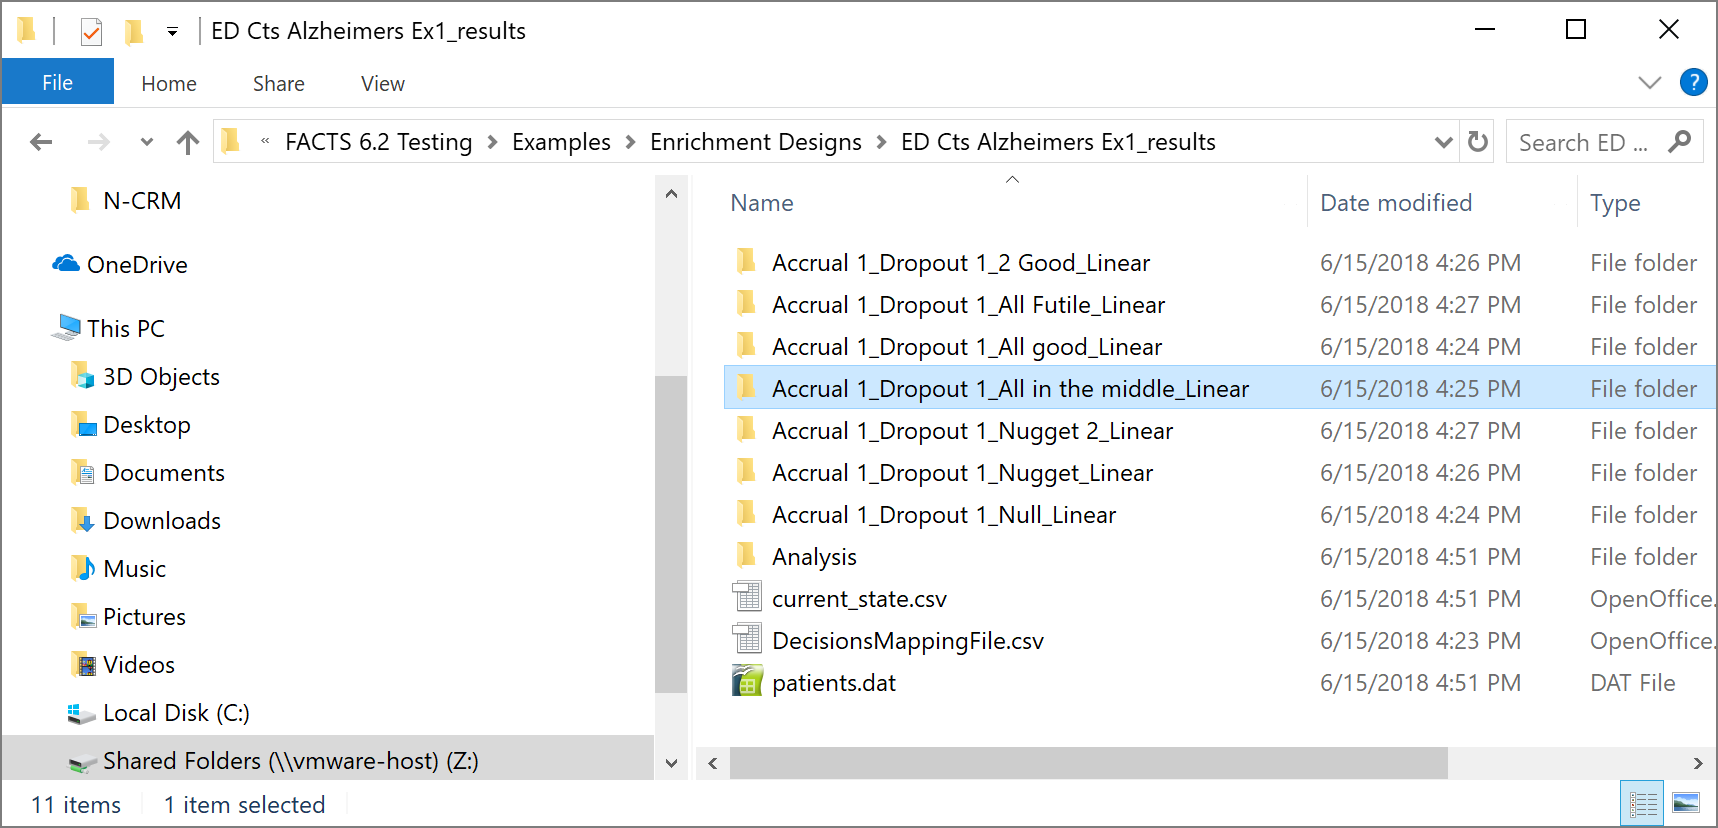 ED Cts Alzheimers Ex1_results
File Home Share View ?
« FACTS 6.2 Testing > Examples > Enrichment Designs > ED Cts Alzheimers Ex1_results Search ED ...
N-CRM
OneDrive
This PC
3D Objects
Desktop
Documents
Downloads
Music
Pictures
Videos
Local Disk (C:)
Shared Folders (\\vmware-host) (Z:)
Name Date modified Type
Accrual 1_Dropout 1_2 Good_Linear 6/15/2018 4:26 PM File folder
Accrual 1_Dropout 1_All Futile_Linear 6/15/2018 4:27 PM File folder
Accrual 1_Dropout 1_All good_Linear 6/15/2018 4:24 PM File folder
Accrual 1_Dropout 1_All in the middle_Linear 6/15/2018 4:25 PM File folder
Accrual 1_Dropout 1_Nugget 2_Linear 6/15/2018 4:27 PM File folder
Accrual 1_Dropout 1_Nugget_Linear 6/15/2018 4:26 PM File folder
Accrual 1_Dropout 1_Null_Linear 6/15/2018 4:24 PM File folder
Analysis 6/15/2018 4:51 PM File folder
current_state.csv 6/15/2018 4:51 PM OpenOffice.
DecisionsMappingFile.csv 6/15/2018 4:23 PM OpenOffice.
patients.dat 6/15/2018 4:51 PM DAT File
11 items 1 item selected